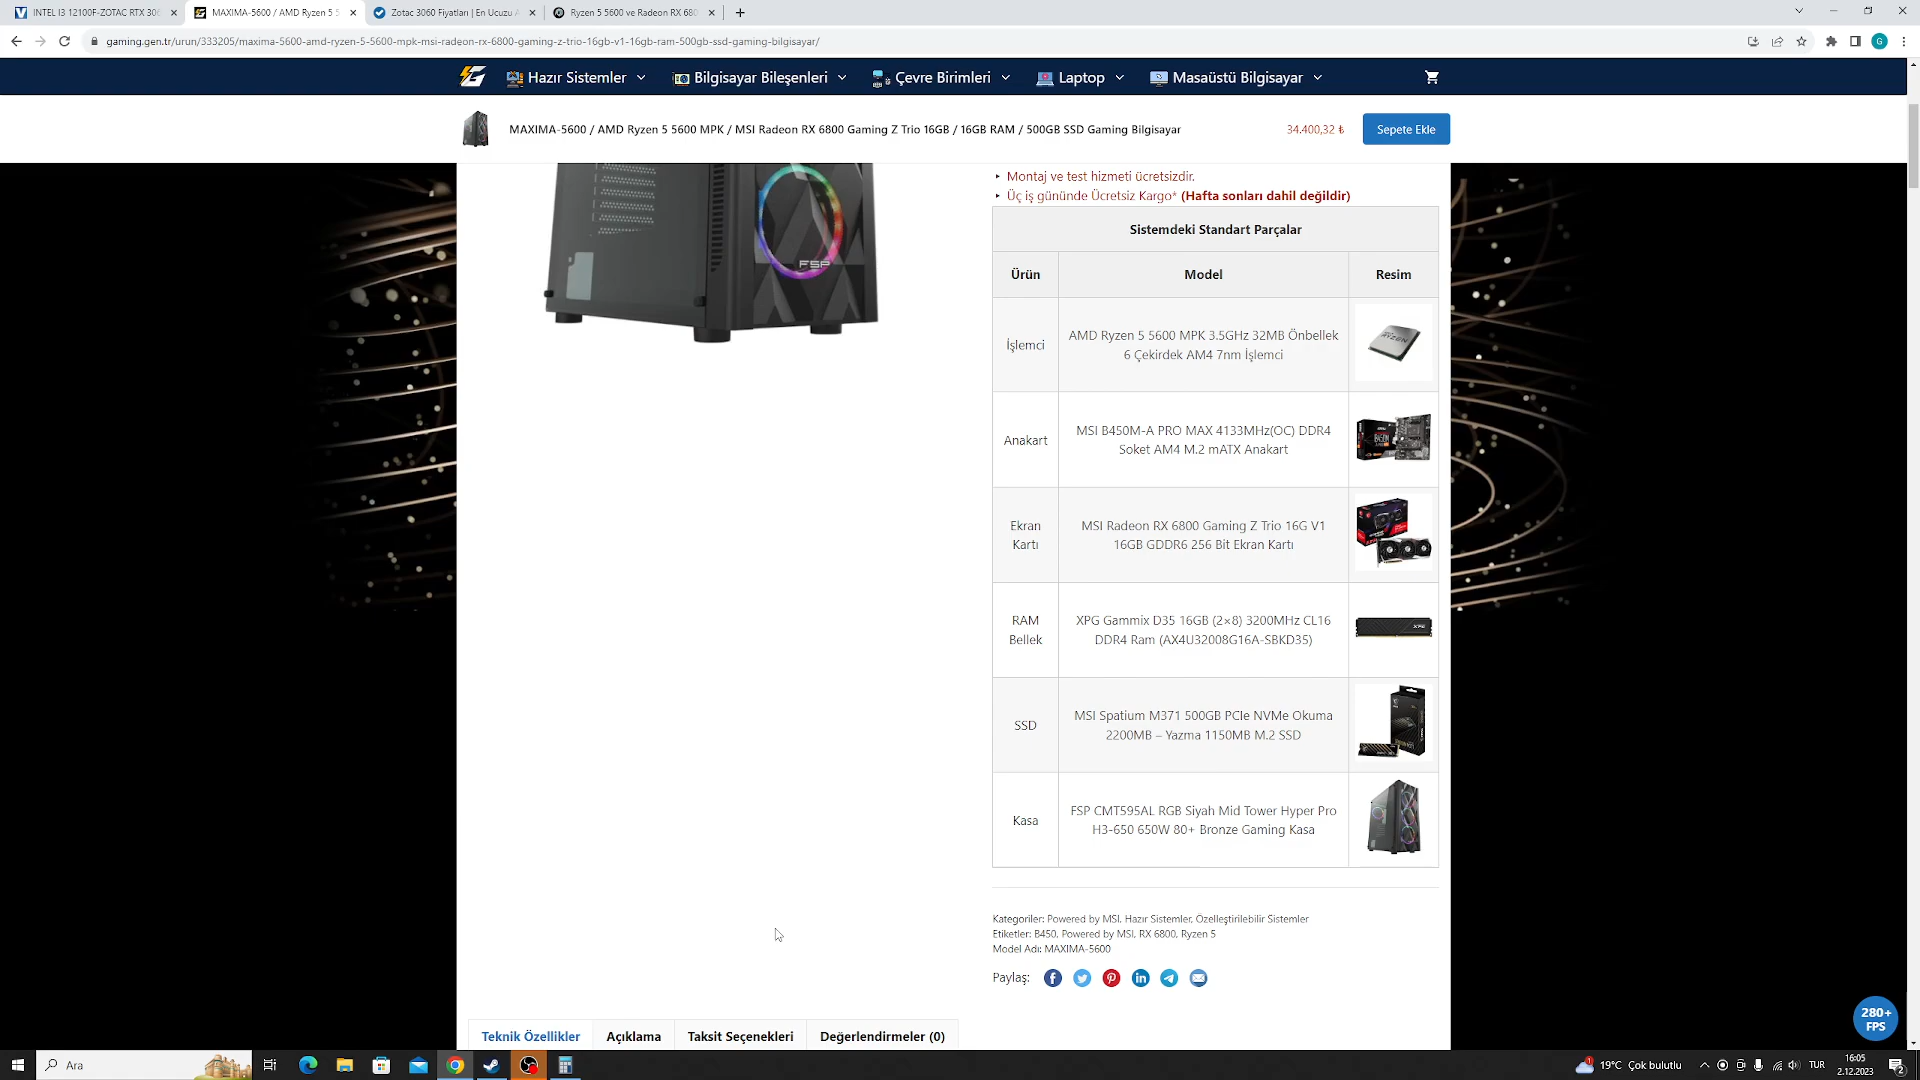 INTEL I3 12100F-ZOTAC RTX 306
MAXIMA-5600 / AMD Ryzen 5 5
Zotac 3060 Fiyatları | En Ucuzu A
Ryzen 5 5600 ve Radeon RX 680
gaming.gen.tr/urun/333205/maxima-5600-amd-ryzen-5-5600-mpk-msi-radeon-rx-6800-gaming-z-trio-16gb-v1-16gb-ram-500gb-ssd-gaming-bilgisayar/
G
Hazır Sistemler
Bilgisayar Bileşenleri
Çevre Birimleri
Laptop
Masaüstü Bilgisayar
MAXIMA-5600 / AMD Ryzen 5 5600 MPK / MSI Radeon RX 6800 Gaming Z Trio 16GB / 16GB RAM / 500GB SSD Gaming Bilgisayar
34.400,32 ₺
Sepete Ekle
FSP
Montaj ve test hizmeti ücretsizdir.
Üç iş gününde Ücretsiz Kargo* (Hafta sonları dahil değildir)
Sistemdeki Standart Parçalar
Ürün
Model
Resim
İşlemci
AMD Ryzen 5 5600 MPK 3.5GHz 32MB Önbellek
6 Çekirdek AM4 7nm İşlemci
RYZEN
Anakart
MSI B450M-A PRO MAX 4133MHz(OC) DDR4
Soket AM4 M.2 mATX Anakart
Ekran
Kartı
MSI Radeon RX 6800 Gaming Z Trio 16G V1
16GB GDDR6 256 Bit Ekran Kartı
RAM
Bellek
XPG Gammix D35 16GB (2×8) 3200MHz CL16
DDR4 Ram (AX4U32008G16A-SBKD35)
XPG
SSD
MSI Spatium M371 500GB PCIe NVMe Okuma
2200MB – Yazma 1150MB M.2 SSD
Kasa
FSP CMT595AL RGB Siyah Mid Tower Hyper Pro
H3-650 650W 80+ Bronze Gaming Kasa
Kategoriler: Powered by MSI, Hazır Sistemler, Özelleştirilebilir Sistemler
Etiketler: B450, Powered by MSI, RX 6800, Ryzen 5
Model Adı: MAXIMA-5600
Paylaş:
280+
FPS
Teknik Özellikler
Açıklama
Taksit Seçenekleri
Değerlendirmeler (0)
Ara
19°C Çok bulutlu
TUR
16:05
2.12.2023
2